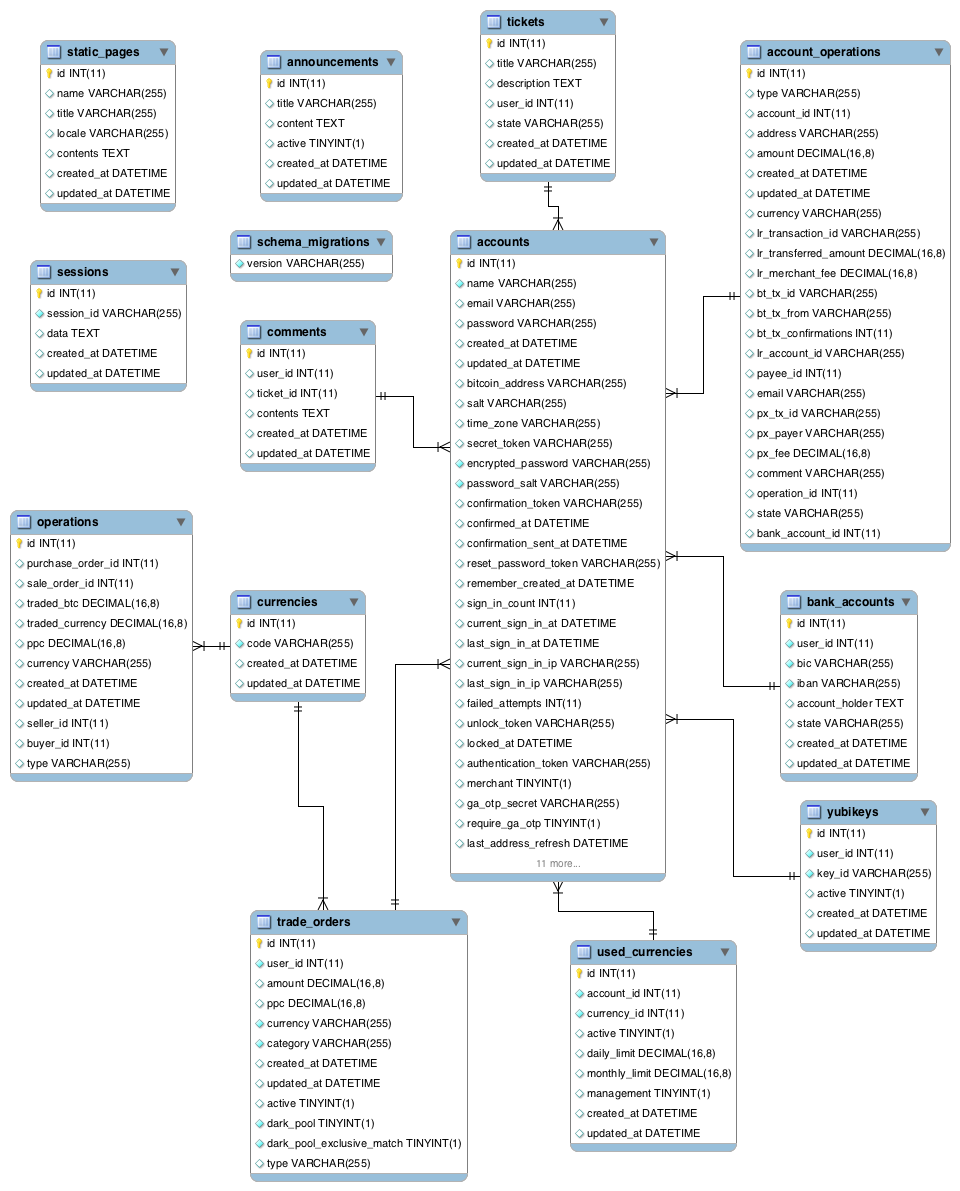 static_pages
id INT(11)
name VARCHAR(255)
title VARCHAR(255)
locale VARCHAR(255)
contents TEXT
created_at DATETIME
updated_at DATETIME
announcements
id INT(11)
title VARCHAR(255)
content TEXT
active TINYINT(1)
created_at DATETIME
updated_at DATETIME
tickets
id INT(11)
title VARCHAR(255)
description TEXT
user_id INT(11)
state VARCHAR(255)
created_at DATETIME
updated_at DATETIME
account_operations
id INT(11)
type VARCHAR(255)
account_id INT(11)
address VARCHAR(255)
amount DECIMAL(16,8)
created_at DATETIME
updated_at DATETIME
currency VARCHAR(255)
lr_transaction_id VARCHAR(255)
lr_transferred_amount DECIMAL(16,8)
lr_merchant_fee DECIMAL(16,8)
bt_tx_id VARCHAR(255)
bt_tx_from VARCHAR(255)
bt_tx_confirmations INT(11)
lr_account_id VARCHAR(255)
payee_id INT(11)
email VARCHAR(255)
px_tx_id VARCHAR(255)
px_payer VARCHAR(255)
px_fee DECIMAL(16,8)
comment VARCHAR(255)
operation_id INT(11)
state VARCHAR(255)
bank_account_id INT(11)
schema_migrations
version VARCHAR(255)
sessions
id INT(11)
session_id VARCHAR(255)
data TEXT
created_at DATETIME
updated_at DATETIME
comments
id INT(11)
user_id INT(11)
ticket_id INT(11)
contents TEXT
created_at DATETIME
updated_at DATETIME
accounts
id INT(11)
name VARCHAR(255)
email VARCHAR(255)
password VARCHAR(255)
created_at DATETIME
updated_at DATETIME
bitcoin_address VARCHAR(255)
salt VARCHAR(255)
time_zone VARCHAR(255)
secret_token VARCHAR(255)
encrypted_password VARCHAR(255)
password_salt VARCHAR(255)
confirmation_token VARCHAR(255)
confirmed_at DATETIME
confirmation_sent_at DATETIME
reset_password_token VARCHAR(255)
remember_created_at DATETIME
sign_in_count INT(11)
current_sign_in_at DATETIME
last_sign_in_at DATETIME
current_sign_in_ip VARCHAR(255)
last_sign_in_ip VARCHAR(255)
failed_attempts INT(11)
unlock_token VARCHAR(255)
locked_at DATETIME
authentication_token VARCHAR(255)
merchant TINYINT(1)
ga_otp_secret VARCHAR(255)
require_ga_otp TINYINT(1)
last_address_refresh DATETIME
11 more...
operations
id INT(11)
purchase_order_id INT(11)
sale_order_id INT(11)
traded_btc DECIMAL(16,8)
traded_currency DECIMAL(16,8)
ppc DECIMAL(16,8)
currency VARCHAR(255)
created_at DATETIME
updated_at DATETIME
seller_id INT(11)
buyer_id INT(11)
type VARCHAR(255)
currencies
id INT(11)
code VARCHAR(255)
created_at DATETIME
updated_at DATETIME
bank_accounts
id INT(11)
user_id INT(11)
bic VARCHAR(255)
iban VARCHAR(255)
account_holder TEXT
state VARCHAR(255)
created_at DATETIME
updated_at DATETIME
yubikeys
id INT(11)
user_id INT(11)
key_id VARCHAR(255)
active TINYINT(1)
created_at DATETIME
updated_at DATETIME
trade_orders
id INT(11)
user_id INT(11)
amount DECIMAL(16,8)
ppc DECIMAL(16,8)
currency VARCHAR(255)
category VARCHAR(255)
created_at DATETIME
updated_at DATETIME
active TINYINT(1)
dark_pool TINYINT(1)
dark_pool_exclusive_match TINYINT(1)
type VARCHAR(255)
used_currencies
id INT(11)
account_id INT(11)
currency_id INT(11)
active TINYINT(1)
daily_limit DECIMAL(16,8)
monthly_limit DECIMAL(16,8)
management TINYINT(1)
created_at DATETIME
updated_at DATETIME